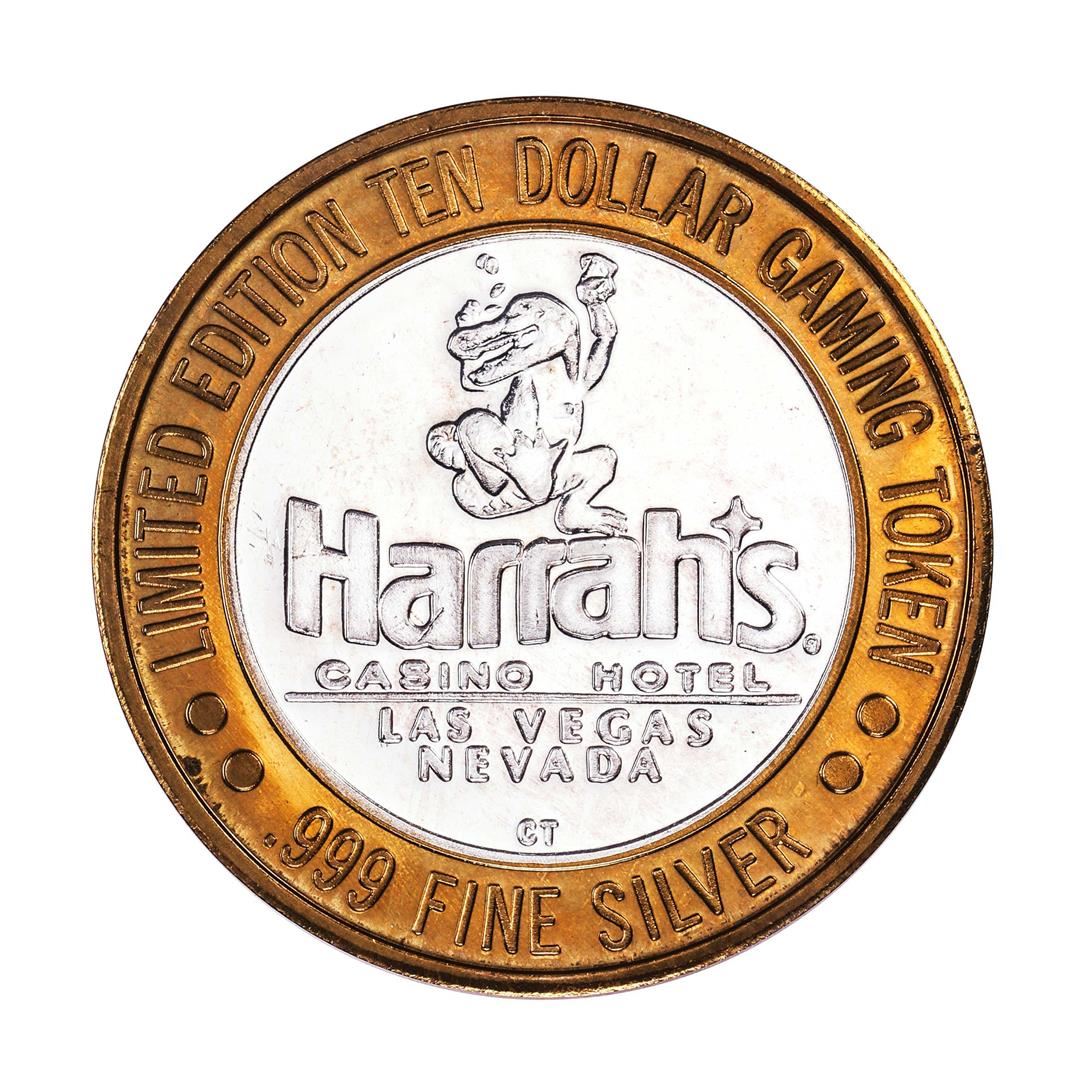 LIMITED EDITION TEN DOLLAR GAMING TOKEN
Harrah's
CASINO HOTEL
LAS VEGAS
NEVADA
CT
.999 FINE SILVER